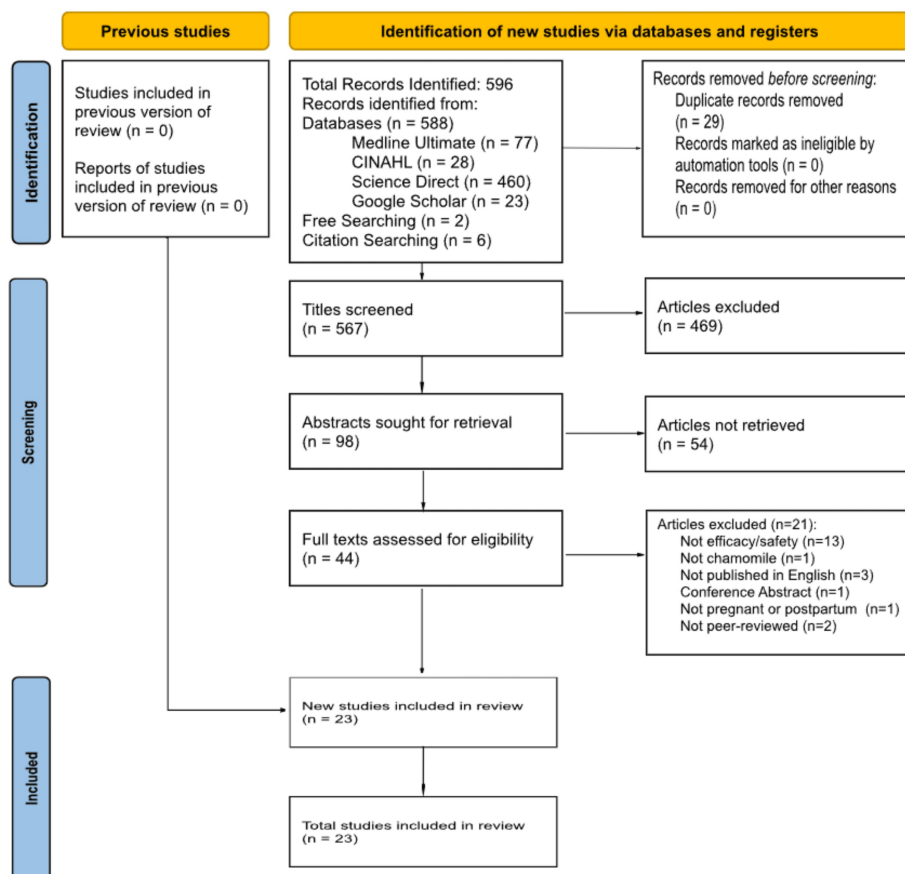 Previous studies
Identification of new studies via databases and registers
Identification
Studies included in
previous version of
review (n = 0)
Reports of studies
included in previous
version of review (n = 0)
Total Records Identified: 596
Records identified from:
Databases (n = 588)
Medline Ultimate (n = 77)
CINAHL (n = 28)
Science Direct (n = 460)
Google Scholar (n = 23)
Free Searching (n = 2)
Citation Searching (n = 6)
Records removed before screening:
Duplicate records removed
(n = 29)
Records marked as ineligible by
automation tools (n = 0)
Records removed for other reasons
(n = 0)
Screening
Titles screened
(n = 567)
Articles excluded
(n = 469)
Abstracts sought for retrieval
(n = 98)
Articles not retrieved
(n = 54)
Full texts assessed for eligibility
(n = 44)
Articles excluded (n=21):
Not efficacy/safety (n=13)
Not chamomile (n=1)
Not published in English (n=3)
Conference Abstract (n=1)
Not pregnant or postpartum (n=1)
Not peer-reviewed (n=2)
Included
New studies included in review
(n = 23)
Total studies included in review
(n = 23)